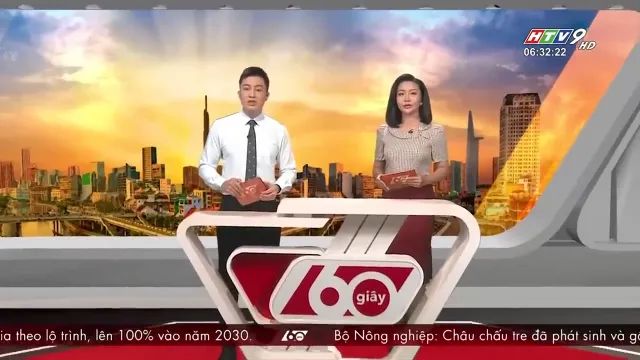 HTV9 HD
06:32:22
60 giây
ia theo lộ trình, lên 100% vào năm 2030. 60 Bộ Nông nghiệp: Châu chấu tre đã phát sinh và g